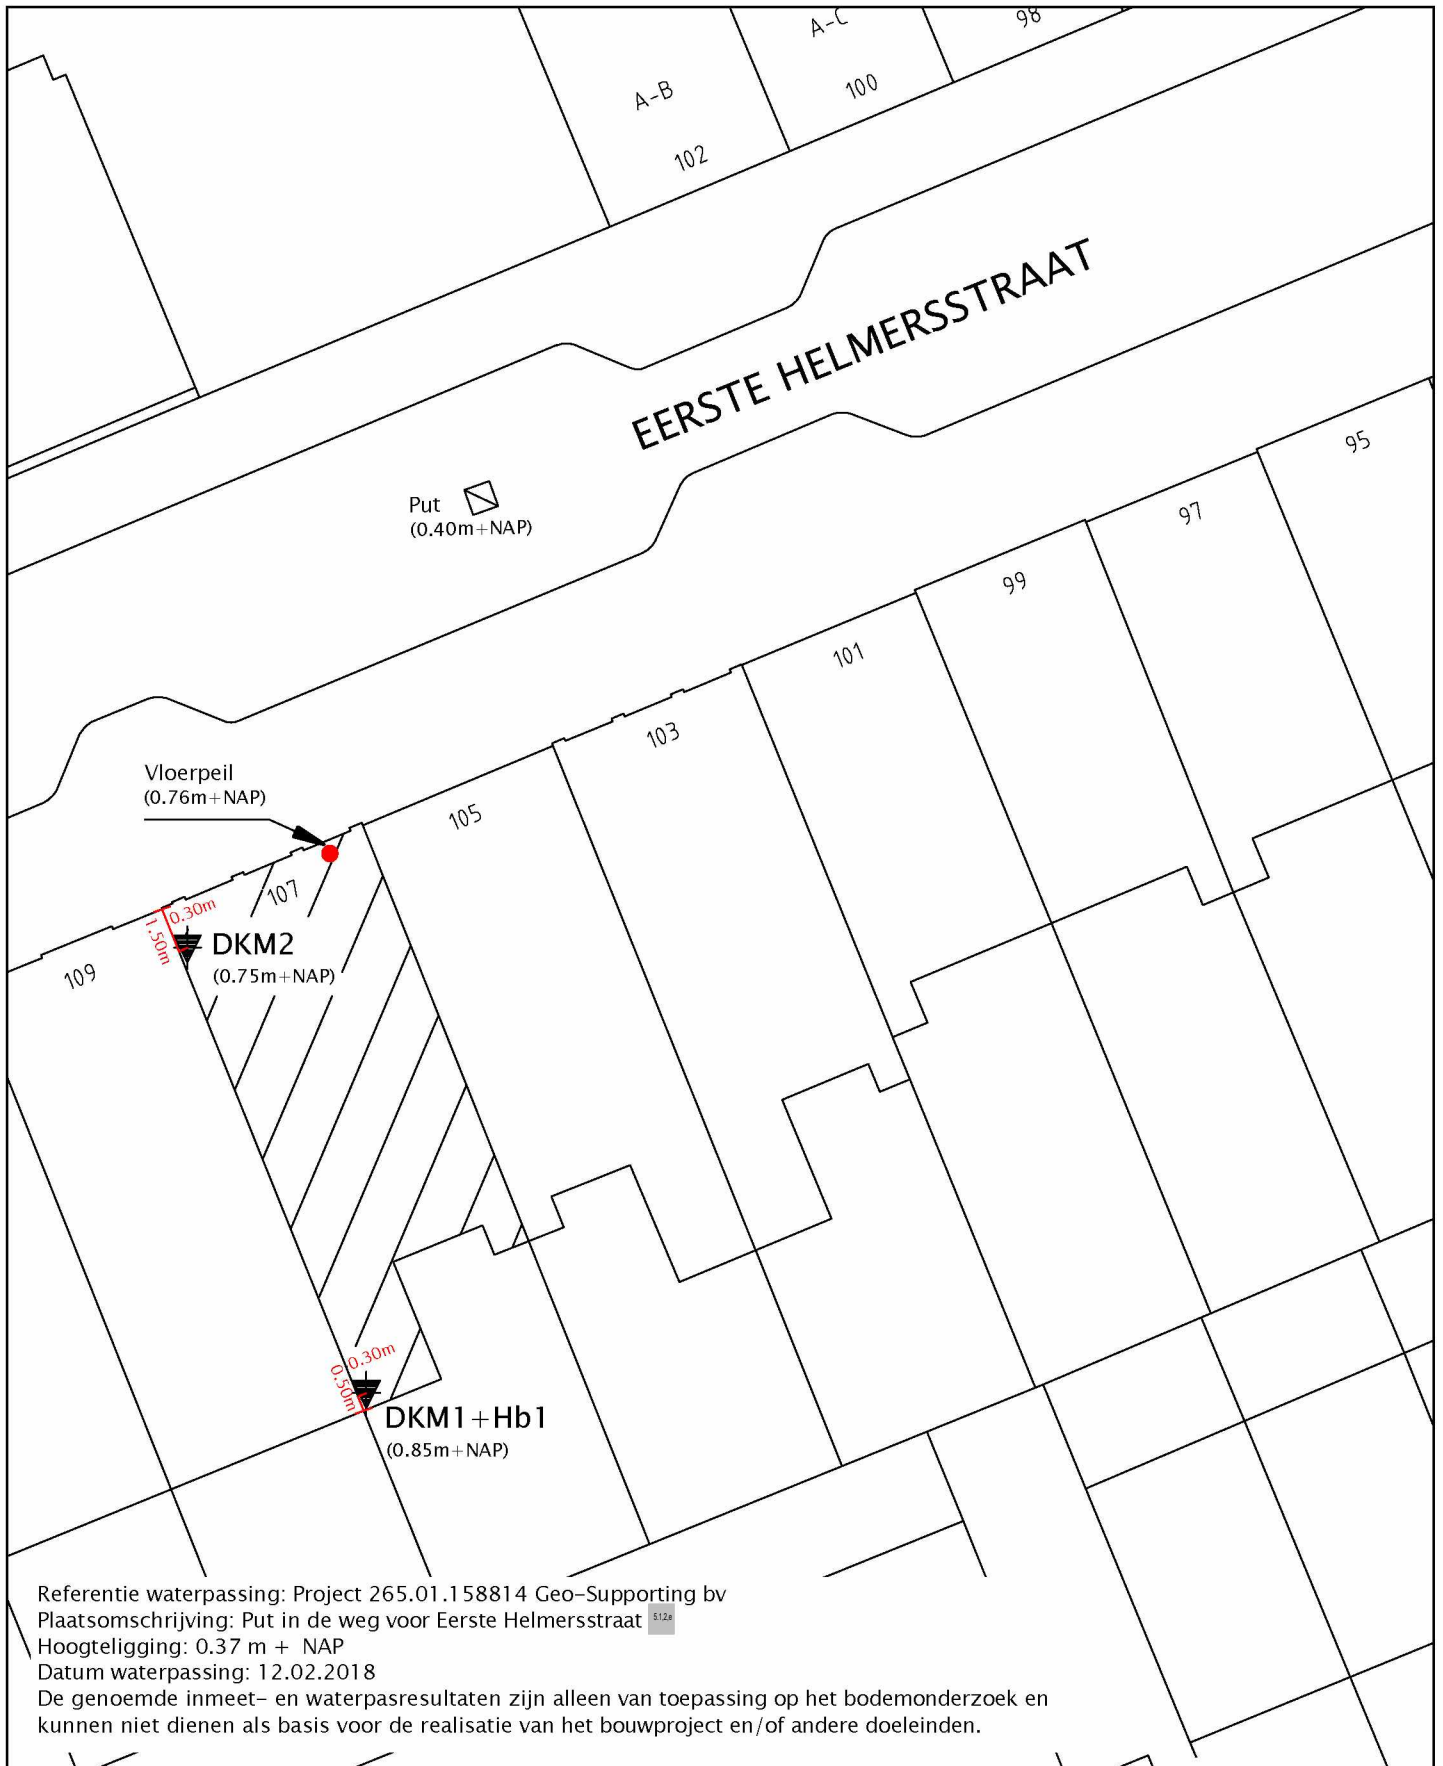 A-C
98
A-B
100
102
EERSTE HELMERSSTRAAT
95
Put
(0.40m+NAP)
97
99
101
103
Vloerpeil
(0.76m+NAP)
105
107
0.30m
1.50m
DKM2
(0.75m+NAP)
109
0.30m
0.50m
DKM1+Hb1
(0.85m+NAP)
Referentie waterpassing: Project 265.01.158814 Geo-Supporting bv
Plaatsomschrijving: Put in de weg voor Eerste Helmersstraat 5.1,2,e
Hoogteligging: 0.37 m + NAP
Datum waterpassing: 12.02.2018
De genoemde inmeet- en waterpasresultaten zijn alleen van toepassing op het bodemonderzoek en
kunnen niet dienen als basis voor de realisatie van het bouwproject en/of andere doeleinden.